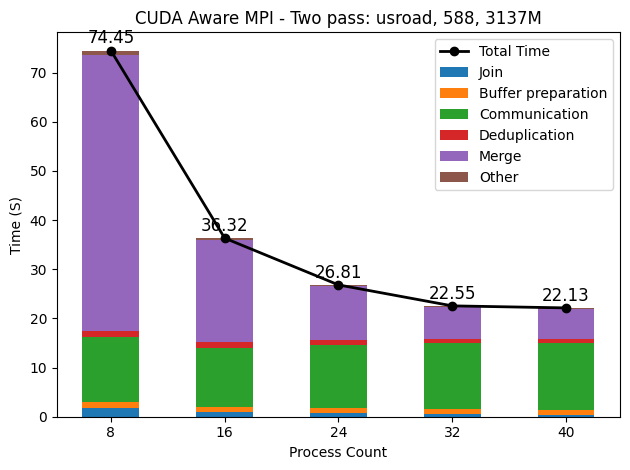 CUDA Aware MPI - Two pass: usroad, 588, 3137M
74.45
36.32
26.81
22.55
22.13
Total Time
Join
Buffer preparation
Communication
Deduplication
Merge
Other
Time (S)
70
60
50
40
30
20
10
0
8 16 24 32 40
Process Count